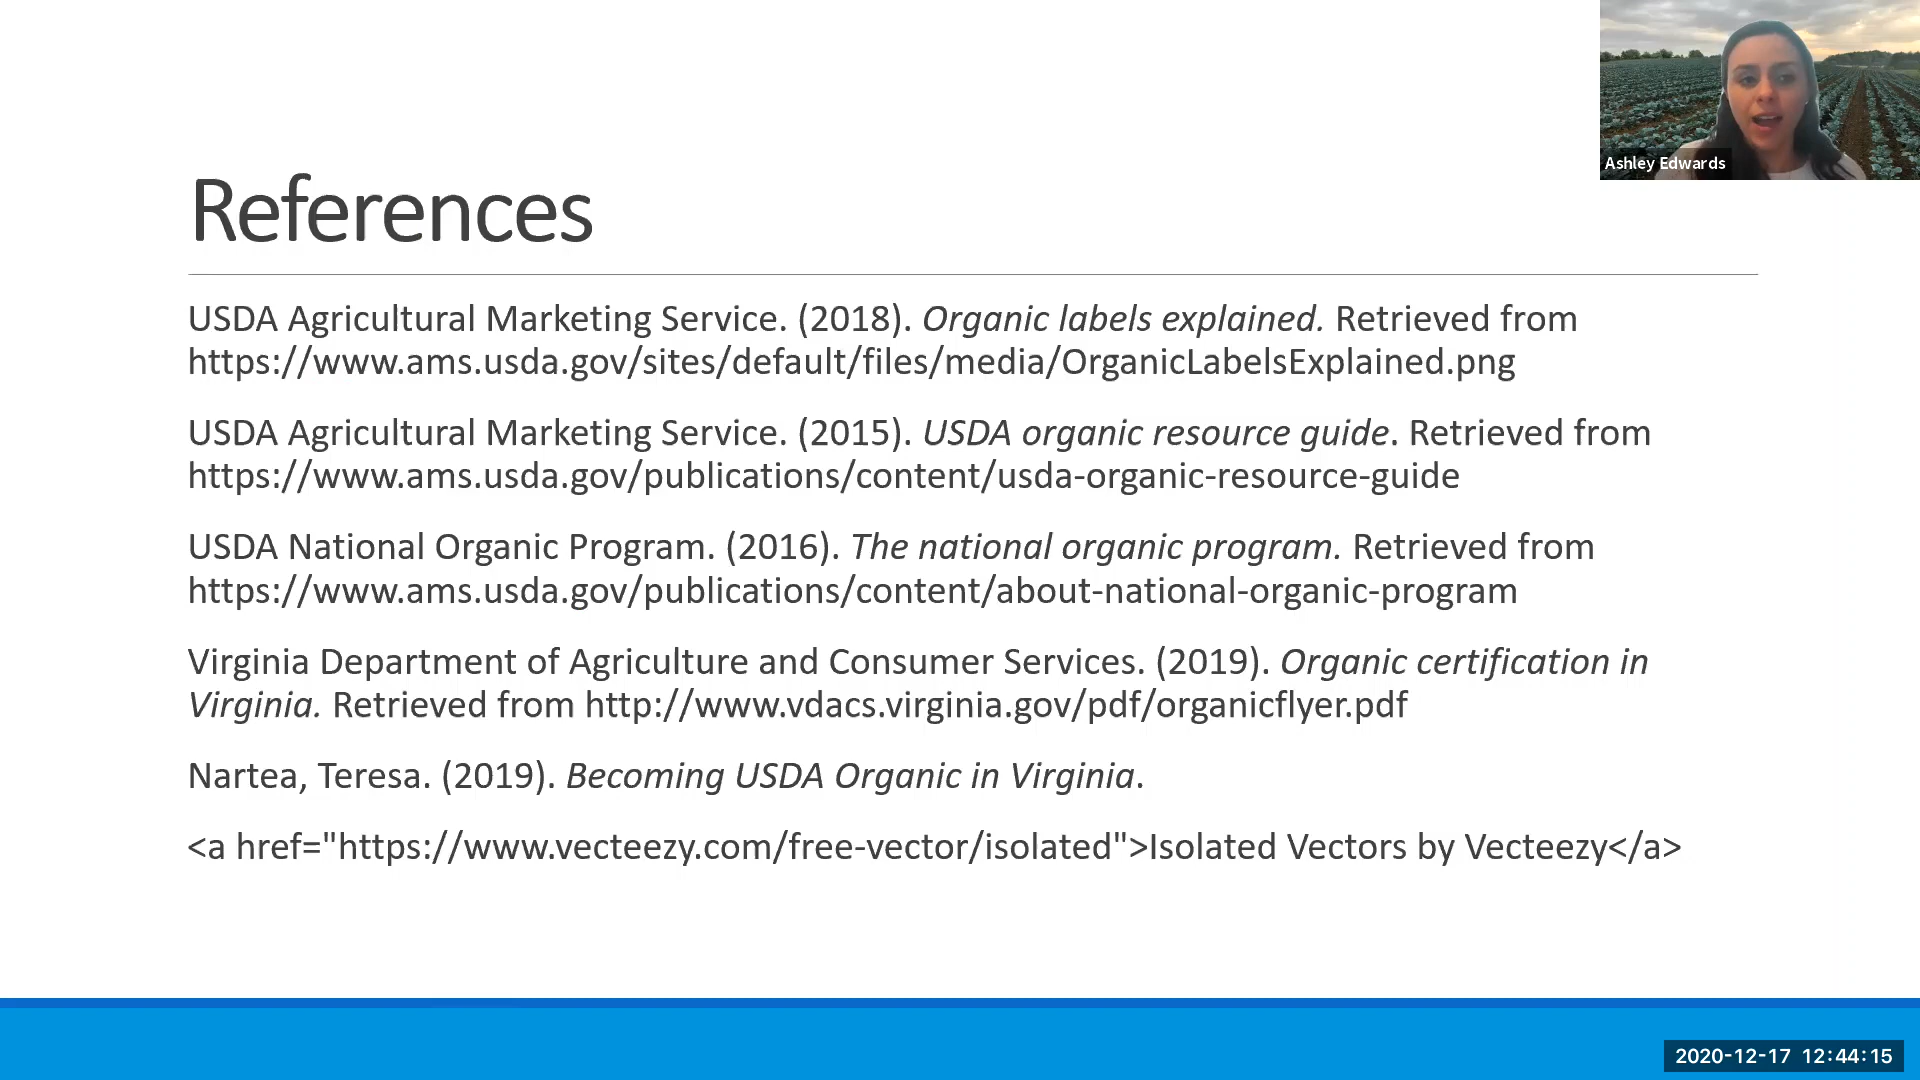 Ashley Edwards
References
USDA Agricultural Marketing Service. (2018). Organic labels explained. Retrieved from
https://www.ams.usda.gov/sites/default/files/media/OrganicLabelsExplained.png
USDA Agricultural Marketing Service. (2015). USDA organic resource guide. Retrieved from
https://www.ams.usda.gov/publications/content/usda-organic-resource-guide
USDA National Organic Program. (2016). The national organic program. Retrieved from
https://www.ams.usda.gov/publications/content/about-national-organic-program
Virginia Department of Agriculture and Consumer Services. (2019). Organic certification in
Virginia. Retrieved from http://www.vdacs.virginia.gov/pdf/organicflyer.pdf
Nartea, Teresa. (2019). Becoming USDA Organic in Virginia.
<a href="https://www.vecteezy.com/free-vector/isolated">Isolated Vectors by Vecteezy</a>
2020-12-17 12:44:15